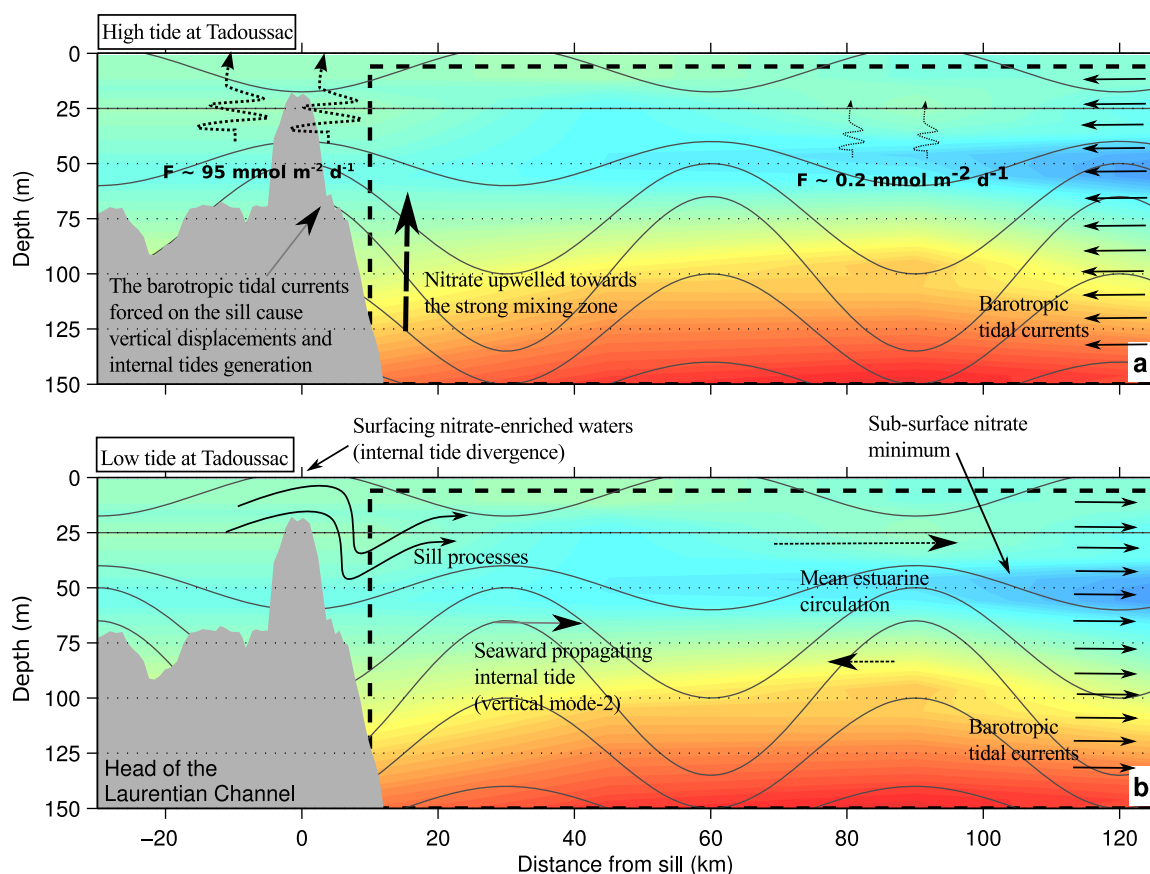 High tide at Tadoussac
0
25
50
75
100
125
150
Depth (m)
F ~ 95 mmol m⁻² d⁻¹
F ~ 0.2 mmol m⁻² d⁻¹
The barotropic tidal currents
forced on the sill cause
vertical displacements and
internal tides generation
Nitrate upwelled towards
the strong mixing zone
Barotropic
tidal currents
a
Surfacing nitrate-enriched waters
(internal tide divergence)
Sub-surface nitrate
minimum
Low tide at Tadoussac
0
25
50
75
100
125
150
Depth (m)
Sill processes
Mean estuarine
circulation
Seaward propagating
internal tide
(vertical mode-2)
Barotropic
tidal currents
Head of the
Laurentian Channel
b
−20 0 20 40 60 80 100 120
Distance from sill (km)